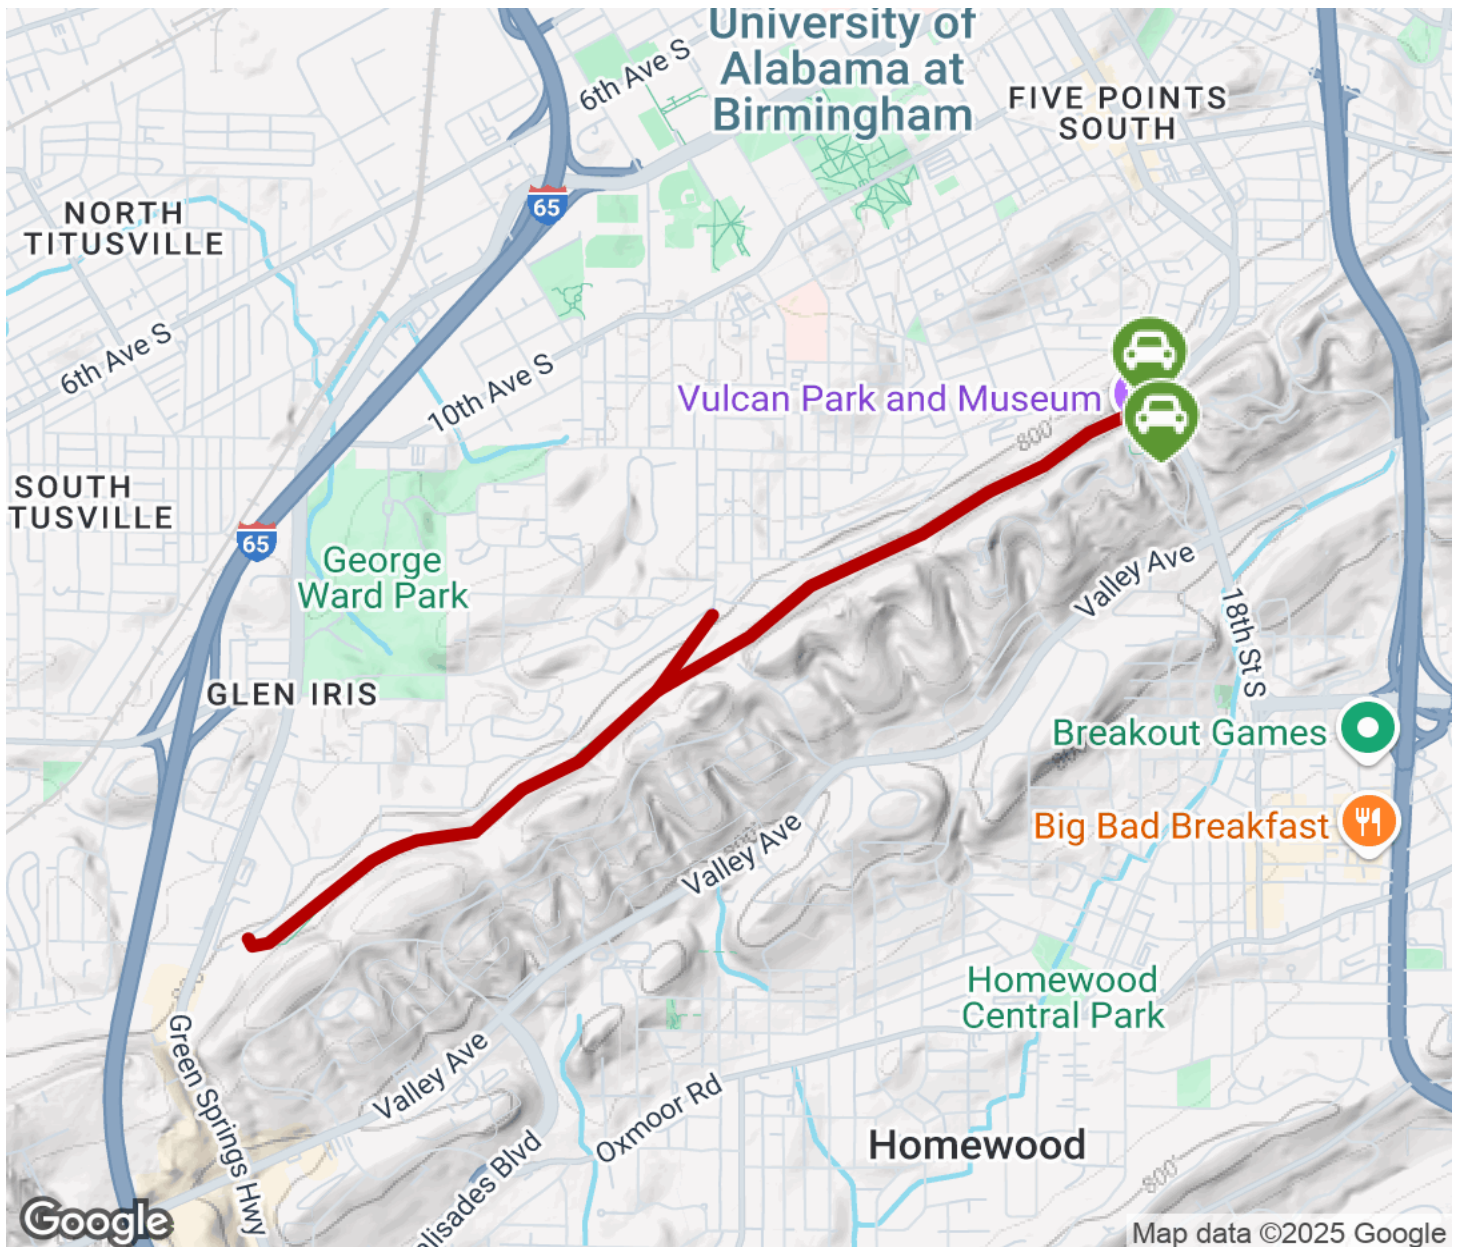 University of
Alabama at
Birmingham
6th Ave S
FIVE POINTS
SOUTH
65
NORTH
TITUSVILLE
6th Ave S
10th Ave S
Vulcan Park and Museum
800'
SOUTH
TUSVILLE
65
George
Ward Park
Valley Ave
18th St S
GLEN IRIS
Breakout Games
Big Bad Breakfast
Valley Ave
Homewood
Central Park
Green Springs Hwy
Valley Ave
Oxmoor Rd
Homewood
alisades Blvd
800'
Google
Map data ©2025 Google